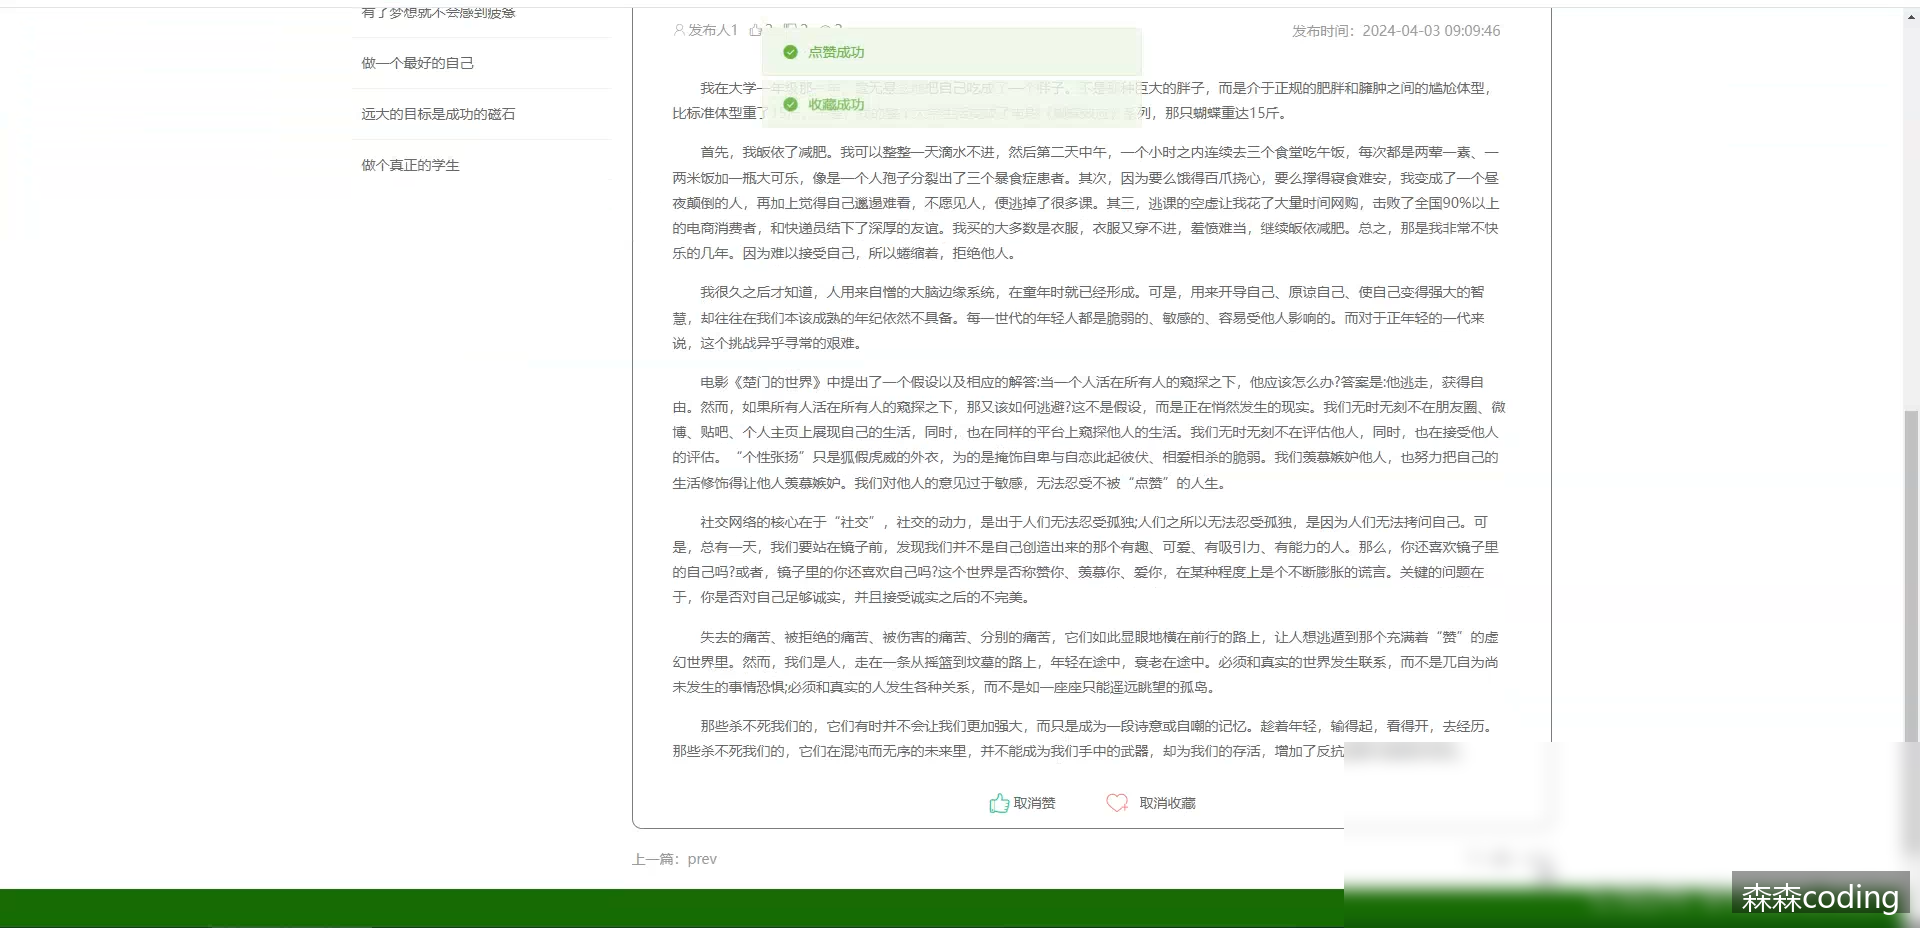 有了梦想就不会感到疲惫
做一个最好的自己
远大的目标是成功的磁石
做个真正的学生
发布人1
发布时间：2024-04-03 09:09:46
点赞成功
收藏成功
我在大学一年级那一 把自己吃成了一个胖子。不是那种巨大的胖子，而是介于正规的肥胖和臃肿之间的尴尬体型，
比标准体型重了 系列，那只蝴蝶重达15斤。
首先，我皈依了减肥。我可以整整一天滴水不进，然后第二天中午，一个小时之内连续去三个食堂吃午饭，每次都是两荤一素、一
两米饭加一瓶大可乐，像是一个人孢子分裂出了三个暴食症患者。其次，因为要么饿得百爪挠心，要么撑得寝食难安，我变成了一个昼
夜颠倒的人，再加上觉得自己邋遢难看，不愿见人，便逃掉了很多课。其三，逃课的空虚让我花了大量时间网购，击败了全国90%以上
的电商消费者，和快递员结下了深厚的友谊。我买的大多数是衣服，衣服又穿不进，羞愤难当，继续皈依减肥。总之，那是我非常不快
乐的几年。因为难以接受自己，所以蜷缩着，拒绝他人。
我很久之后才知道，人用来自憎的大脑边缘系统，在童年时就已经形成。可是，用来开导自己、原谅自己、使自己变得强大的智
慧，却往往在我们本该成熟的年纪依然不具备。每一世代的年轻人都是脆弱的、敏感的、容易受他人影响的。而对于正年轻的一代来
说，这个挑战异乎寻常的艰难。
电影《楚门的世界》中提出了一个假设以及相应的解答:当一个人活在所有人的窥探之下，他应该怎么办?答案是:他逃走，获得自
由。然而，如果所有人活在所有人的窥探之下，那又该如何逃避?这不是假设，而是正在悄然发生的现实。我们无时无刻不在朋友圈、微
博、贴吧、个人主页上展现自己的生活，同时，也在同样的平台上窥探他人的生活。我们无时无刻不在评估他人，同时，也在接受他人
的评估。“个性张扬”只是狐假虎威的外衣，为的是掩饰自卑与自恋此起彼伏、相爱相杀的脆弱。我们羡慕嫉妒他人，也努力把自己的
生活修饰得让他人羡慕嫉妒。我们对他人的意见过于敏感，无法忍受不被“点赞”的人生。
社交网络的核心在于“社交”，社交的动力，是出于人们无法忍受孤独;人们之所以无法忍受孤独，是因为人们无法拷问自己。可
是，总有一天，我们要站在镜子前，发现我们并不是自己创造出来的那个有趣、可爱、有吸引力、有能力的人。那么，你还喜欢镜子里
的自己吗?或者，镜子里的你还喜欢自己吗?这个世界是否称赞你、羡慕你、爱你，在某种程度上是个不断膨胀的谎言。关键的问题在
于，你是否对自己足够诚实，并且接受诚实之后的不完美。
失去的痛苦、被拒绝的痛苦、被伤害的痛苦、分别的痛苦，它们如此显眼地横在前行的路上，让人想逃遁到那个充满着“赞”的虚
幻世界里。然而，我们是人，走在一条从摇篮到坟墓的路上，年轻在途中，衰老在途中。必须和真实的世界发生联系，而不是兀自为尚
未发生的事情恐惧;必须和真实的人发生各种关系，而不是如一座座只能遥远眺望的孤岛。
那些杀不死我们的，它们有时并不会让我们更加强大，而只是成为一段诗意或自嘲的记忆。趁着年轻，输得起，看得开，去经历。
那些杀不死我们的，它们在混沌而无序的未来里，并不能成为我们手中的武器，却为我们的存活，增加了反抗
取消赞
取消收藏
上一篇：prev
森森coding